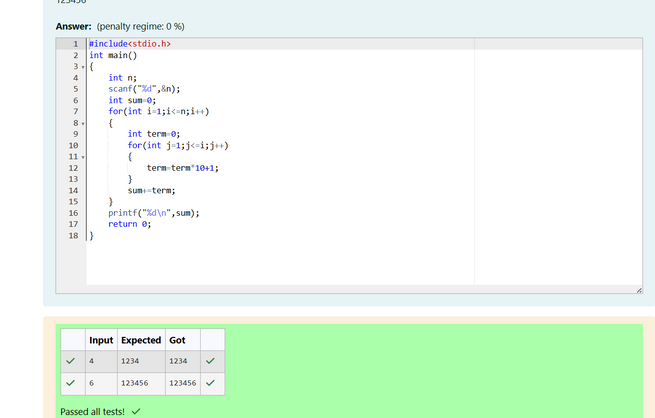 123456
Answer: (penalty regime: 0 %)
1 #include<stdio.h>
2 int main()
3 {
4 int n;
5 scanf("%d",&n);
6 int sum=0;
7 for(int i=1;i<=n;i++)
8 {
9 int term=0;
10 for(int j=1;j<=i;j++)
11 {
12 term=term*10+1;
13 }
14 sum+=term;
15 }
16 printf("%d\n",sum);
17 return 0;
18 }
Input Expected Got
4 1234 1234
6 123456 123456
Passed all tests!